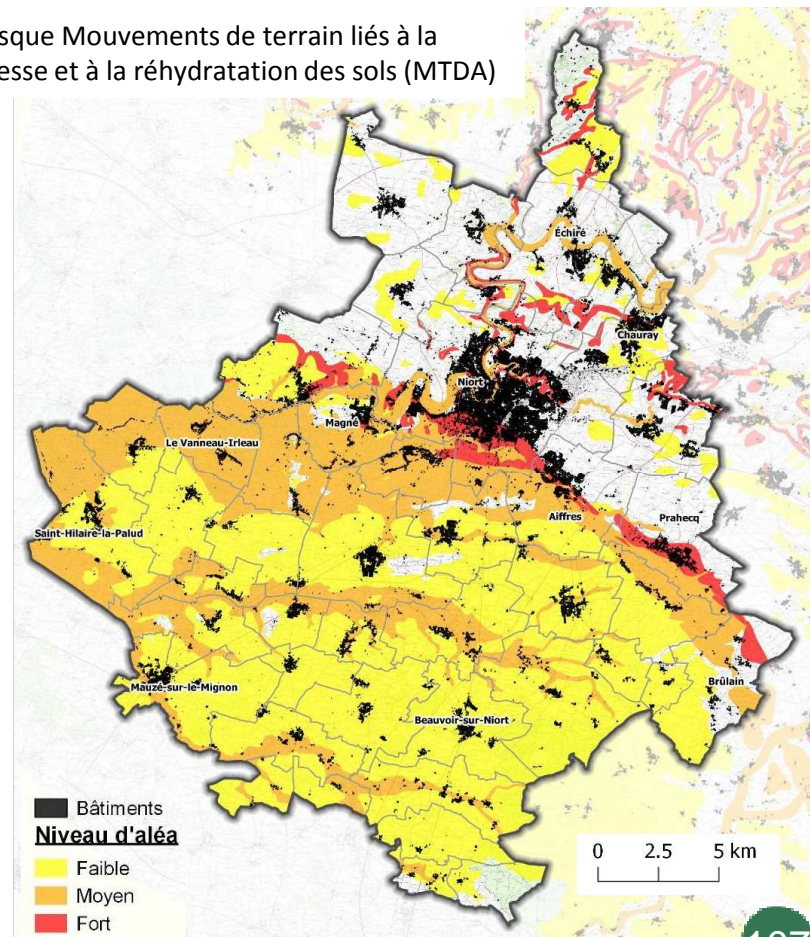 sque Mouvements de terrain liés à la
esse et à la réhydratation des sols (MTDA)
Échiré
Chauray
Niort
Magné
Le Vanneau-Irleau
Saint-Hilaire-la-Palud
Aiffres
Prahecq
Mauzé-sur-le-Mignon
Brûlain
Beauvoir-sur-Niort
Bâtiments
Niveau d'aléa
Faible
Moyen
Fort
0 2.5 5 km